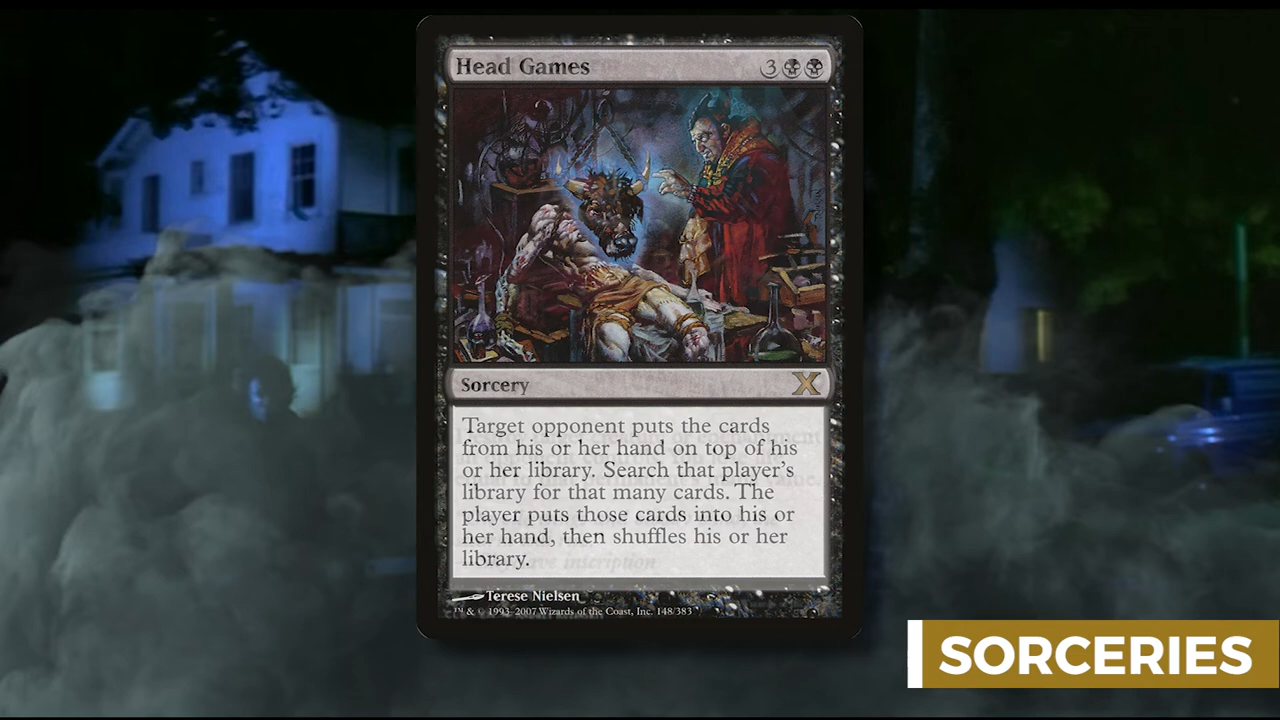 Head Games 3
Sorcery
Target opponent puts the cards
from his or her hand on top of his
or her library. Search that player's
library for that many cards. The
player puts those cards into his or
her hand, then shuffles his or her
library.
inscription
Terese Nielsen
™ & © 1993–2007 Wizards of the Coast, Inc. 148/383
SORCERIES